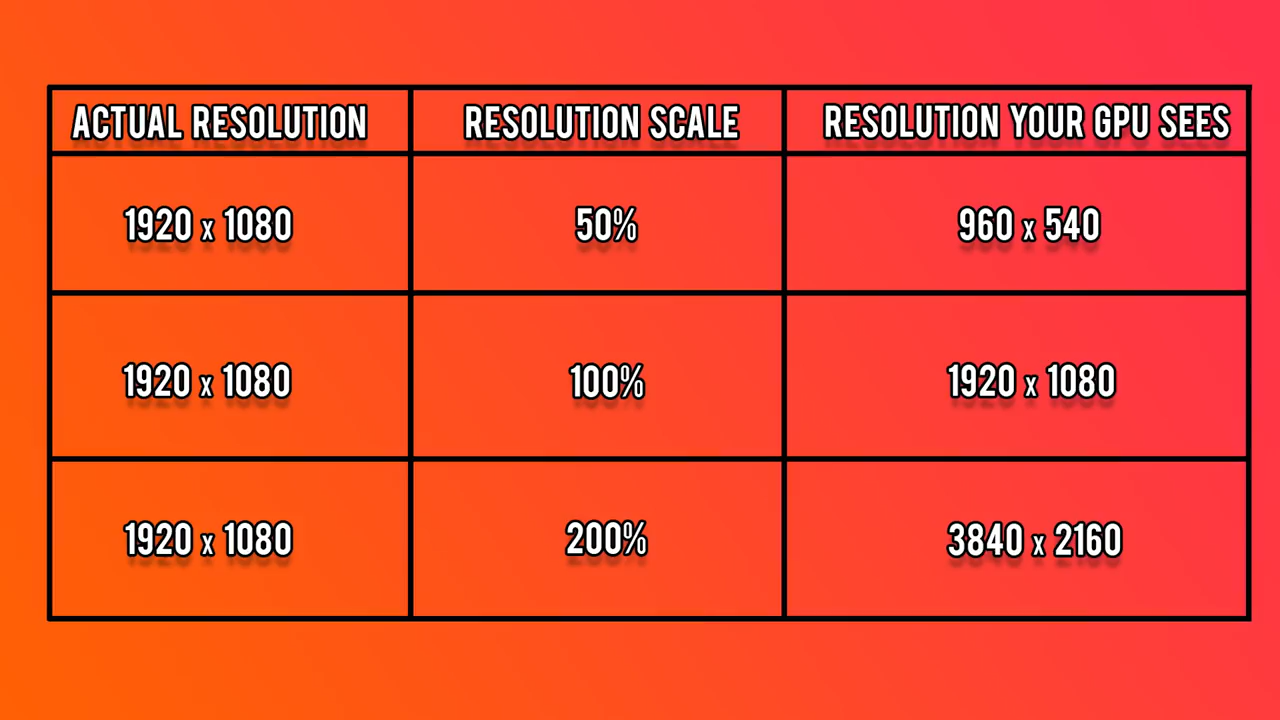 ACTUAL RESOLUTION RESOLUTION SCALE RESOLUTION YOUR GPU SEES
1920 x 1080 50% 960 x 540
1920 x 1080 100% 1920 x 1080
1920 x 1080 200% 3840 x 2160